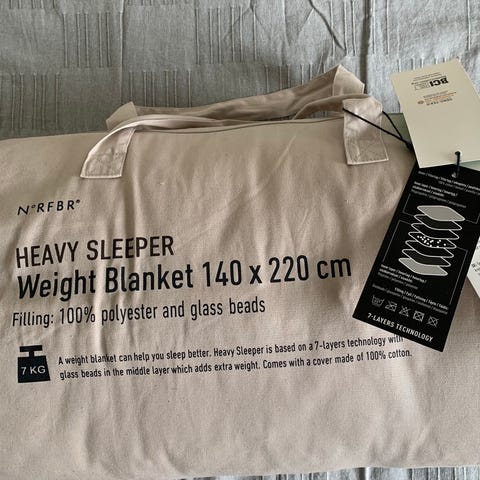 N°RFBR°
HEAVY SLEEPER
Weight Blanket 140 x 220 cm
Filling: 100% polyester and glass beads
7 KG
A weight blanket can help you sleep better. Heavy Sleeper is based on a 7-layers technology with
glass beads in the middle layer which adds extra weight. Comes with a cover made of 100% cotton.
BCI
7-LAYERS TECHNOLOGY